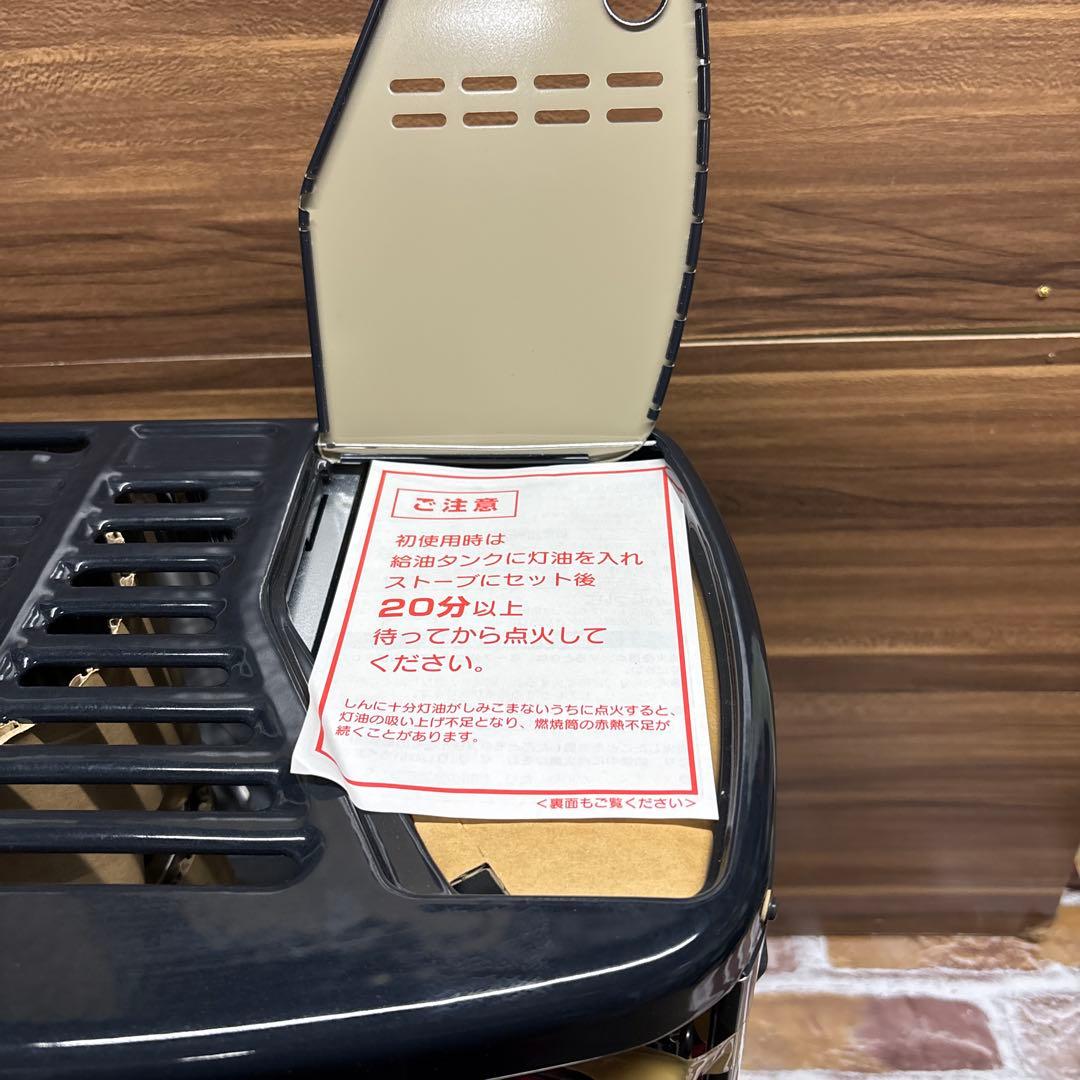 ご注意
初使用時は
給油タンクに灯油を入れ
ストーブにセット後
20分以上
待ってから点火して
ください。
しんに十分灯油がしみこまないうちに点火すると、
灯油の吸い上げ不足となり、燃焼筒の赤熱不足が
続くことがあります。
＜裏面もご覧ください＞